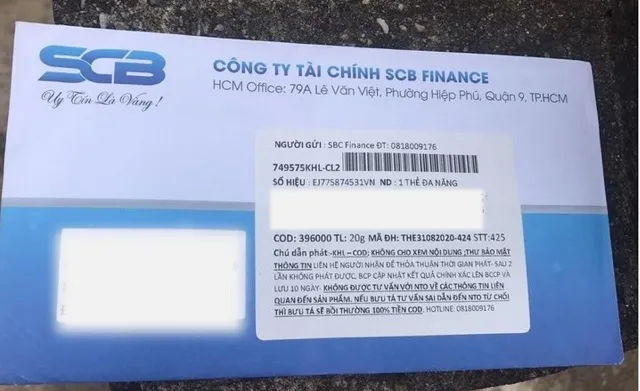 SCB
Uy Tín Là Vàng!
CÔNG TY TÀI CHÍNH SCB FINANCE
HCM Office: 79A Lê Văn Việt, Phường Hiệp Phú, Quận 9, TP.HCM
NGƯỜI GỬI : SBC Finance ĐT: 0818009176
749575KHL-CL2
SỐ HIỆU : EJ775874531VN ND : 1 THẺ ĐA NĂNG
COD: 396000 TL: 20g MÃ ĐH: THE31082020-424 STT:425
Chú dẫn phát -KHL – COD; KHÔNG CHO XEM NỘI DUNG ;THƯ BẢO MẬT
THÔNG TIN LIÊN HỆ NGƯỜI NHẬN ĐỂ THỎA THUẬN THỜI GIAN PHÁT- SAU 2
LẦN KHÔNG PHÁT ĐƯỢC, BCP CẬP NHẬT KẾT QUẢ CHÍNH XÁC LÊN BCCP VÀ
LƯU 10 NGÀY: KHÔNG ĐƯỢC TƯ VẤN VỚI NTO VỀ CÁC THÔNG TIN LIÊN
QUAN ĐẾN SẢN PHẨM. NẾU BƯU TÁ TƯ VẤN SAI DẪN ĐẾN NTO TỪ CHỐI
THÌ BƯU TÁ SẼ BỒI THƯỜNG 100% TIỀN COD. HOTLINE: 0818009176